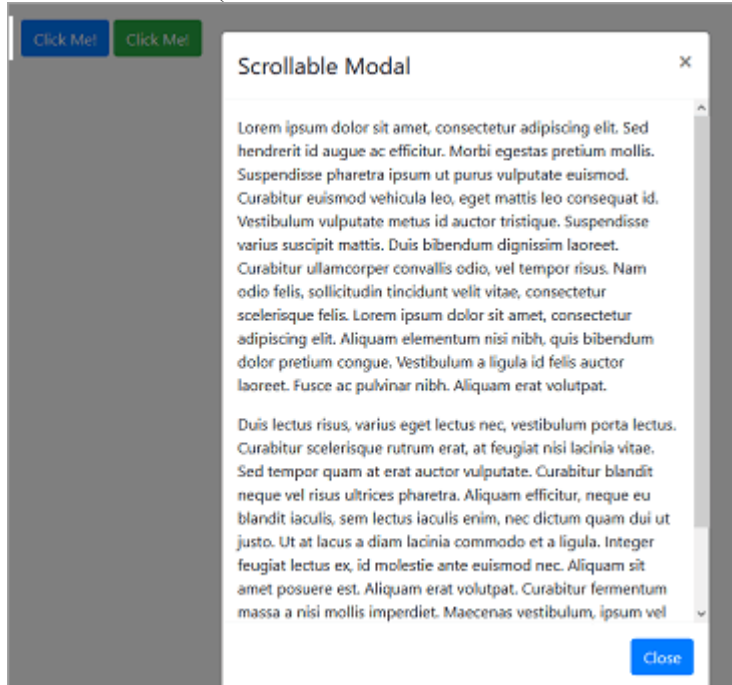 Click Me! Click Me!
Scrollable Modal ×
Lorem ipsum dolor sit amet, consectetur adipiscing elit. Sed
hendrerit id augue ac efficitur. Morbi egestas pretium mollis.
Suspendisse pharetra ipsum ut purus vulputate euismod.
Curabitur euismod vehicula leo, eget mattis leo consequat id.
Vestibulum vulputate metus id auctor tristique. Suspendisse
varius suscipit mattis. Duis bibendum dignissim laoreet.
Curabitur ullamcorper convallis odio, vel tempor risus. Nam
odio felis, sollicitudin tincidunt velit vitae, consectetur
scelerisque felis. Lorem ipsum dolor sit amet, consectetur
adipiscing elit. Aliquam elementum nisi nibh, quis bibendum
dolor pretium congue. Vestibulum a ligula id felis auctor
laoreet. Fusce ac pulvinar nibh. Aliquam erat volutpat.
Duis lectus risus, varius eget lectus nec, vestibulum porta lectus.
Curabitur scelerisque rutrum erat, at feugiat nisi lacinia vitae.
Sed tempor quam at erat auctor vulputate. Curabitur blandit
neque vel risus ultrices pharetra. Aliquam efficitur, neque eu
blandit iaculis, sem lectus iaculis enim, nec dictum quam dui ut
justo. Ut at lacus a diam lacinia commodo et a ligula. Integer
feugiat lectus ex, id molestie ante euismod nec. Aliquam sit
amet posuere est. Aliquam erat volutpat. Curabitur fermentum
massa a nisi mollis imperdiet. Maecenas vestibulum, ipsum vel
Close